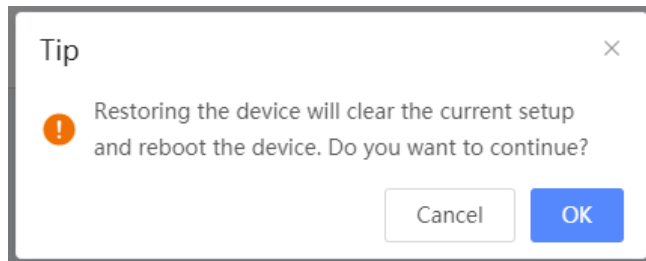 Tip
Restoring the device will clear the current setup
and reboot the device. Do you want to continue?
Cancel OK